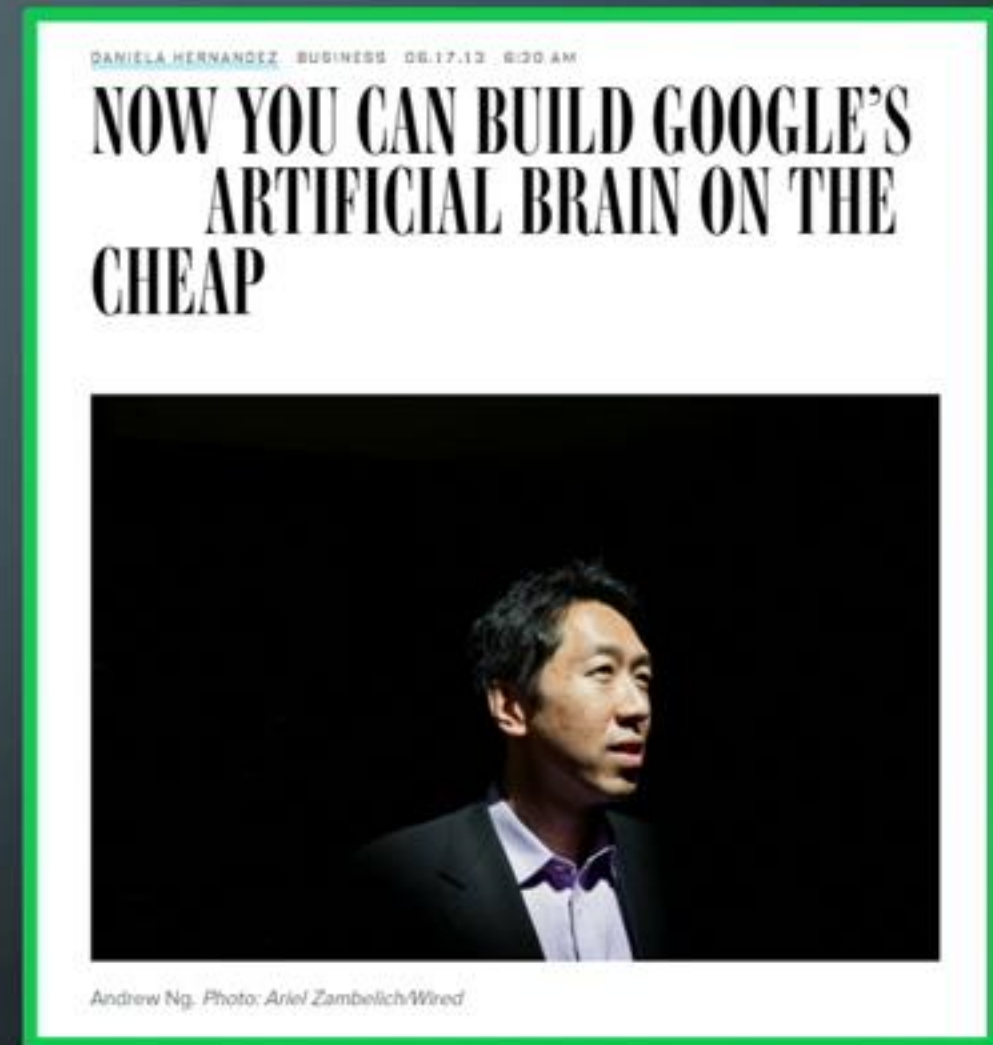 DANIELA HERNANDEZ BUSINESS 06.17.13 6:30 AM
NOW YOU CAN BUILD GOOGLE'S
ARTIFICIAL BRAIN ON THE
CHEAP
Andrew Ng. Photo: Ariel Zambelich/Wired